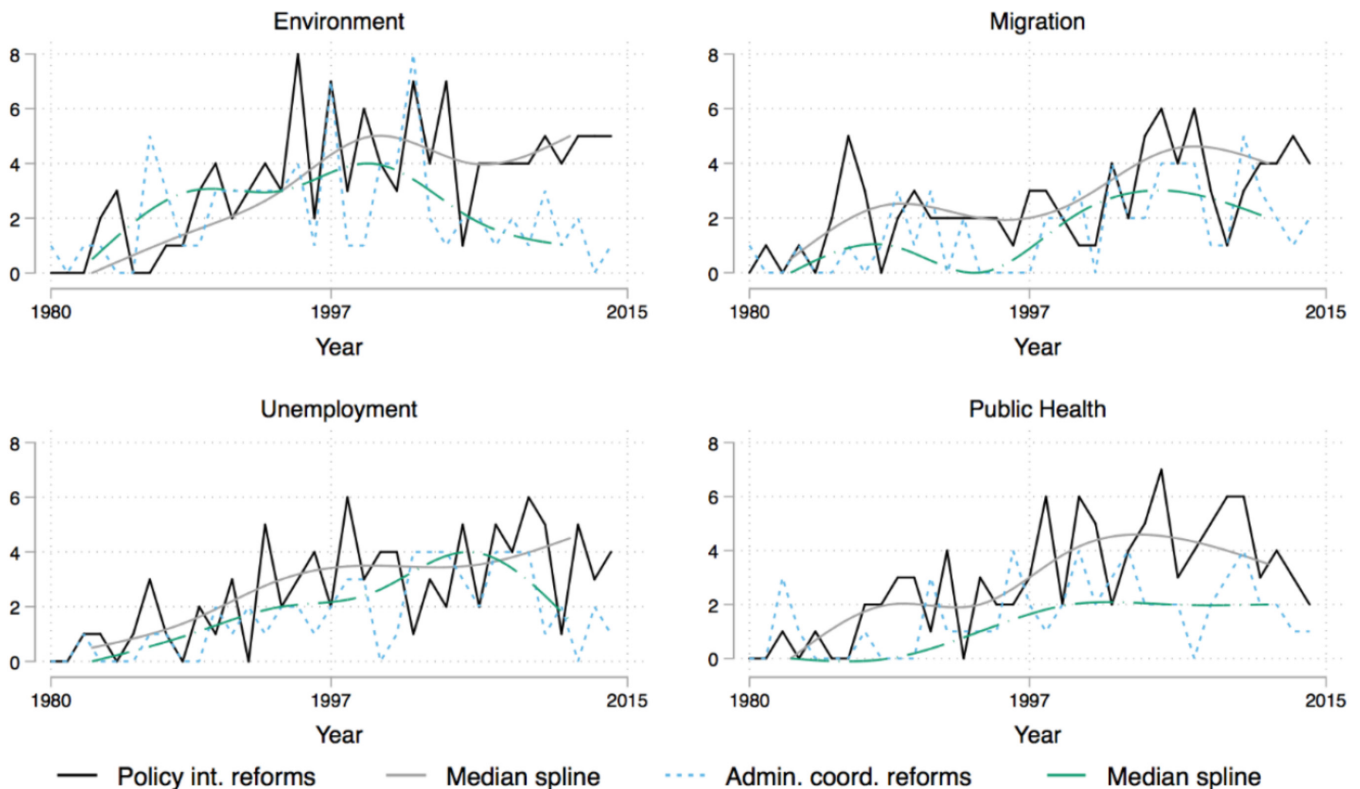 Environment
Migration
8
6
4
2
0
1980
1997
2015
Year
8
6
4
2
0
1980
1997
2015
Year
Unemployment
Public Health
8
6
4
2
0
1980
1997
2015
Year
8
6
4
2
0
1980
1997
2015
Year
Policy int. reforms
Median spline
Admin. coord. reforms
Median spline